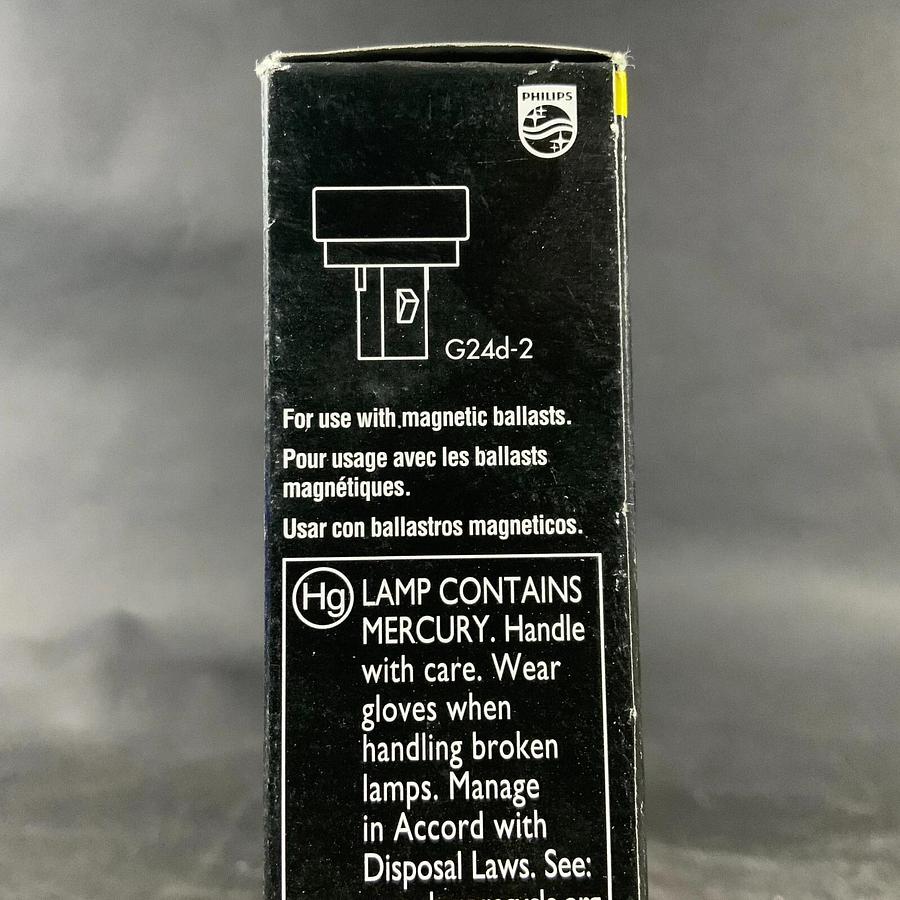 PHILIPS
G24d-2
For use with magnetic ballasts.
Pour usage avec les ballasts
magnétiques.
Usar con ballastros magneticos.
Hg LAMP CONTAINS
MERCURY. Handle
with care. Wear
gloves when
handling broken
lamps. Manage
in Accord with
Disposal Laws. See: